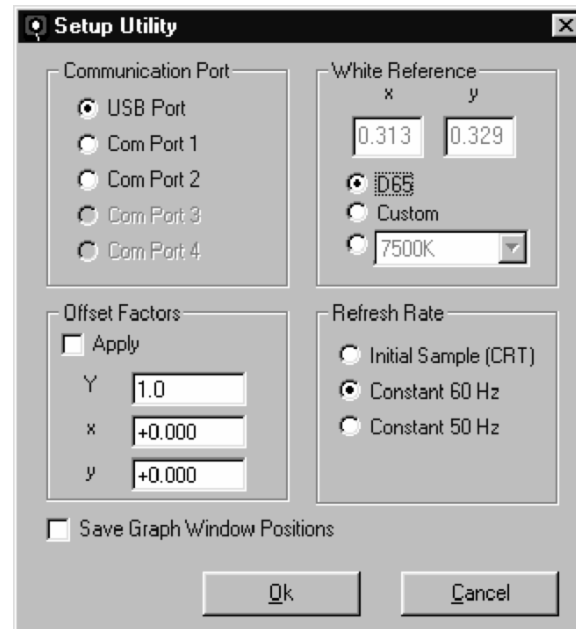 Setup Utility
Communication Port
USB Port
Com Port 1
Com Port 2
Com Port 3
Com Port 4
White Reference
x y
0.313 0.329
D65
Custom
7500K
Offset Factors
Apply
Y 1.0
x +0.000
y +0.000
Refresh Rate
Initial Sample (CRT)
Constant 60 Hz
Constant 50 Hz
Save Graph Window Positions
Ok Cancel